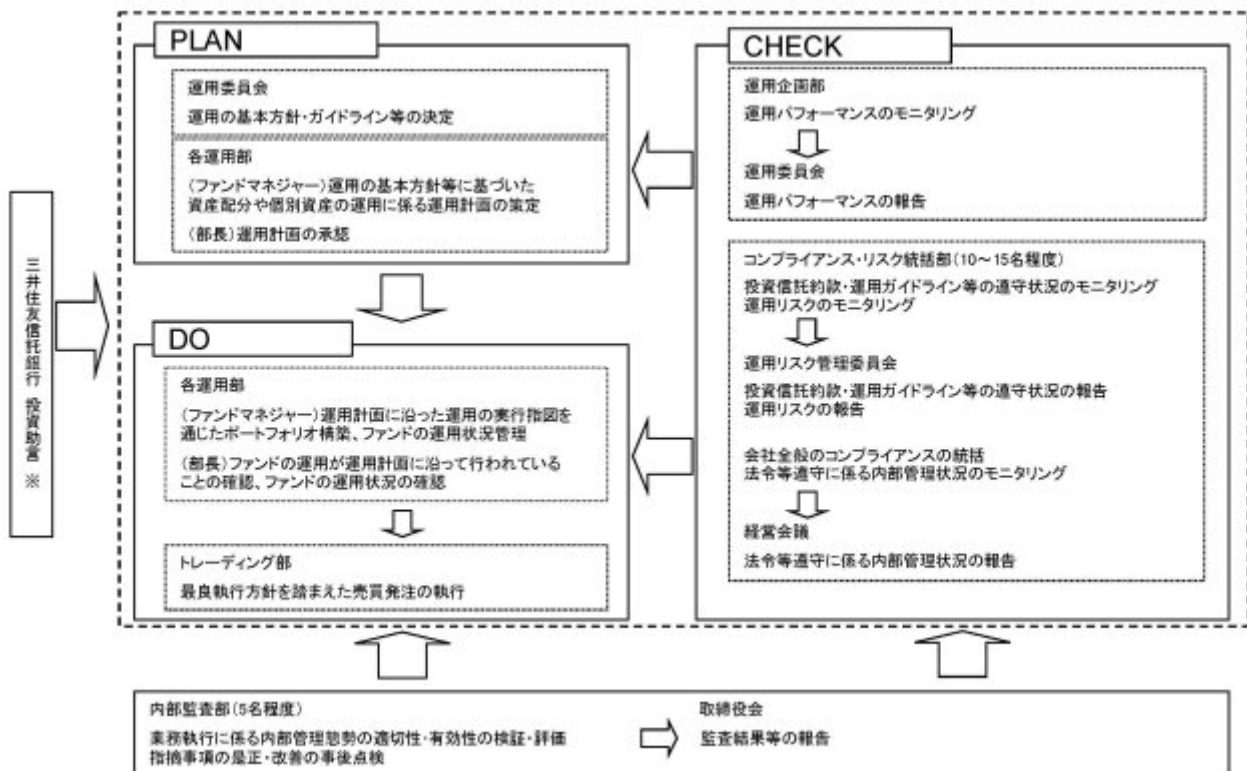 PLAN
運用委員会
運用の基本方針・ガイドライン等の決定
各運用部
(ファンドマネジャー)運用の基本方針等に基づいた
資産配分や個別資産の運用に係る運用計画の策定
(部長)運用計画の承認
DO
各運用部
(ファンドマネジャー)運用計画に沿った運用の実行指図を
通じたポートフォリオ構築、ファンドの運用状況管理
(部長)ファンドの運用が運用計画に沿って行われている
ことの確認、ファンドの運用状況の確認
トレーディング部
最良執行方針を踏まえた売買発注の執行
CHECK
運用企画部
運用パフォーマンスのモニタリング
運用委員会
運用パフォーマンスの報告
コンプライアンス・リスク統括部(10～15名程度)
投資信託約款・運用ガイドライン等の遵守状況のモニタリング
運用リスクのモニタリング
運用リスク管理委員会
投資信託約款・運用ガイドライン等の遵守状況の報告
運用リスクの報告
会社全般のコンプライアンスの統括
法令等遵守に係る内部管理状況のモニタリング
経営会議
法令等遵守に係る内部管理状況の報告
三井住友信託銀行 投資助言 ※
内部監査部(5名程度)
業務執行に係る内部管理態勢の適切性・有効性の検証・評価
指摘事項の是正・改善の事後点検
取締役会
監査結果等の報告